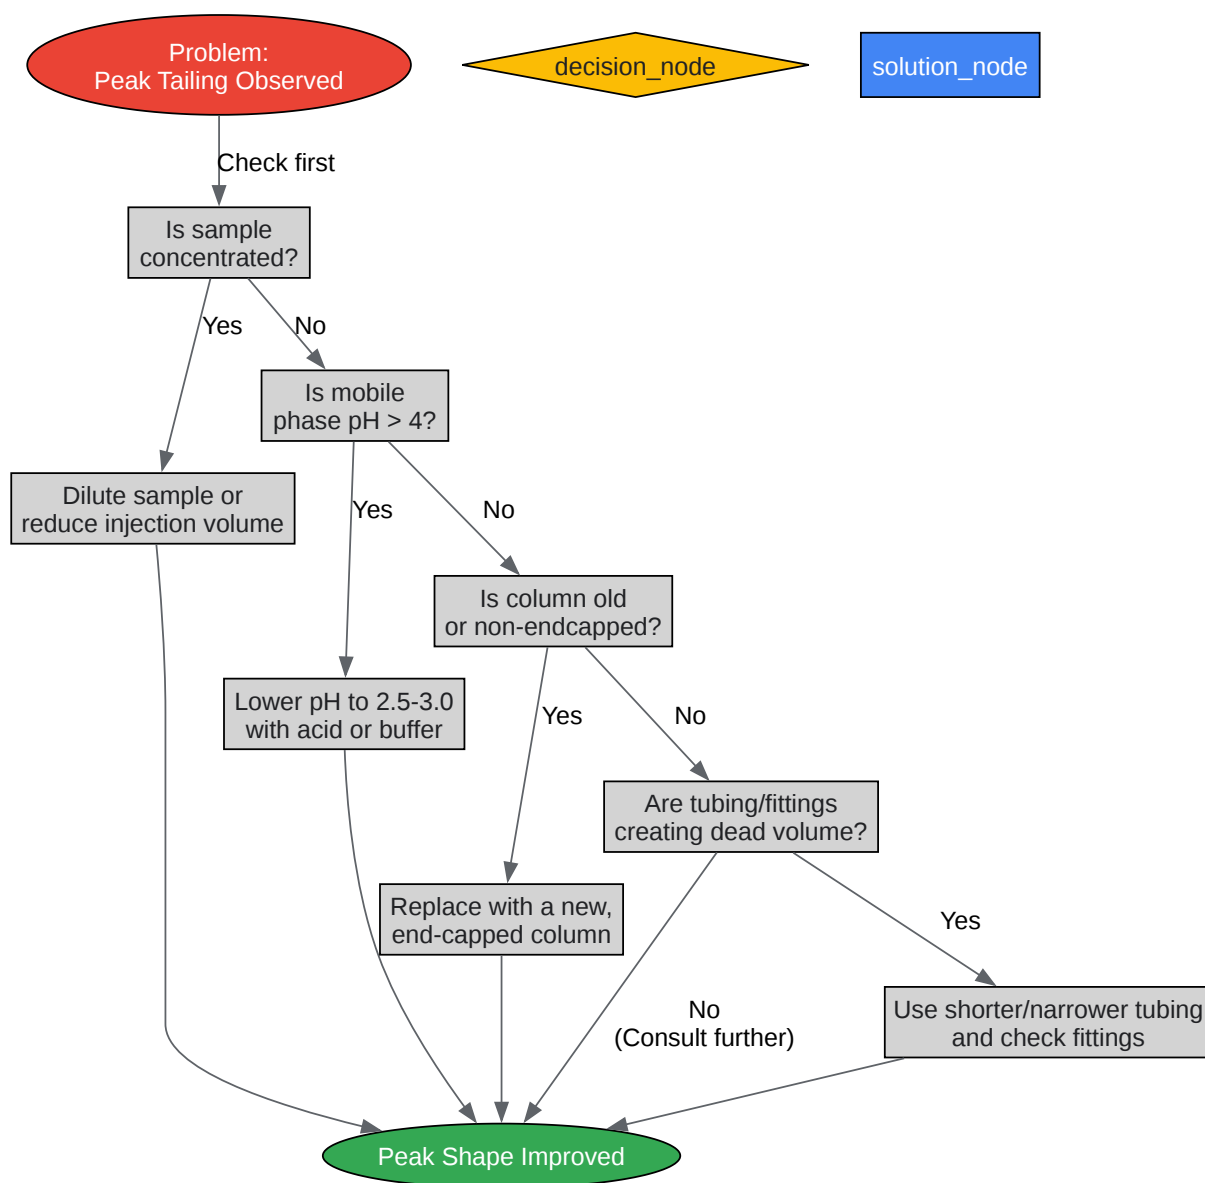 Problem:
Peak Tailing Observed
decision_node
solution_node
Check first
Is sample
concentrated?
Yes
No
Is mobile
phase pH > 4?
Dilute sample or
reduce injection volume
Yes
No
Is column old
or non-endcapped?
Lower pH to 2.5-3.0
with acid or buffer
Yes
No
Are tubing/fittings
creating dead volume?
Replace with a new,
end-capped column
Yes
No
(Consult further)
Use shorter/narrower tubing
and check fittings
Peak Shape Improved